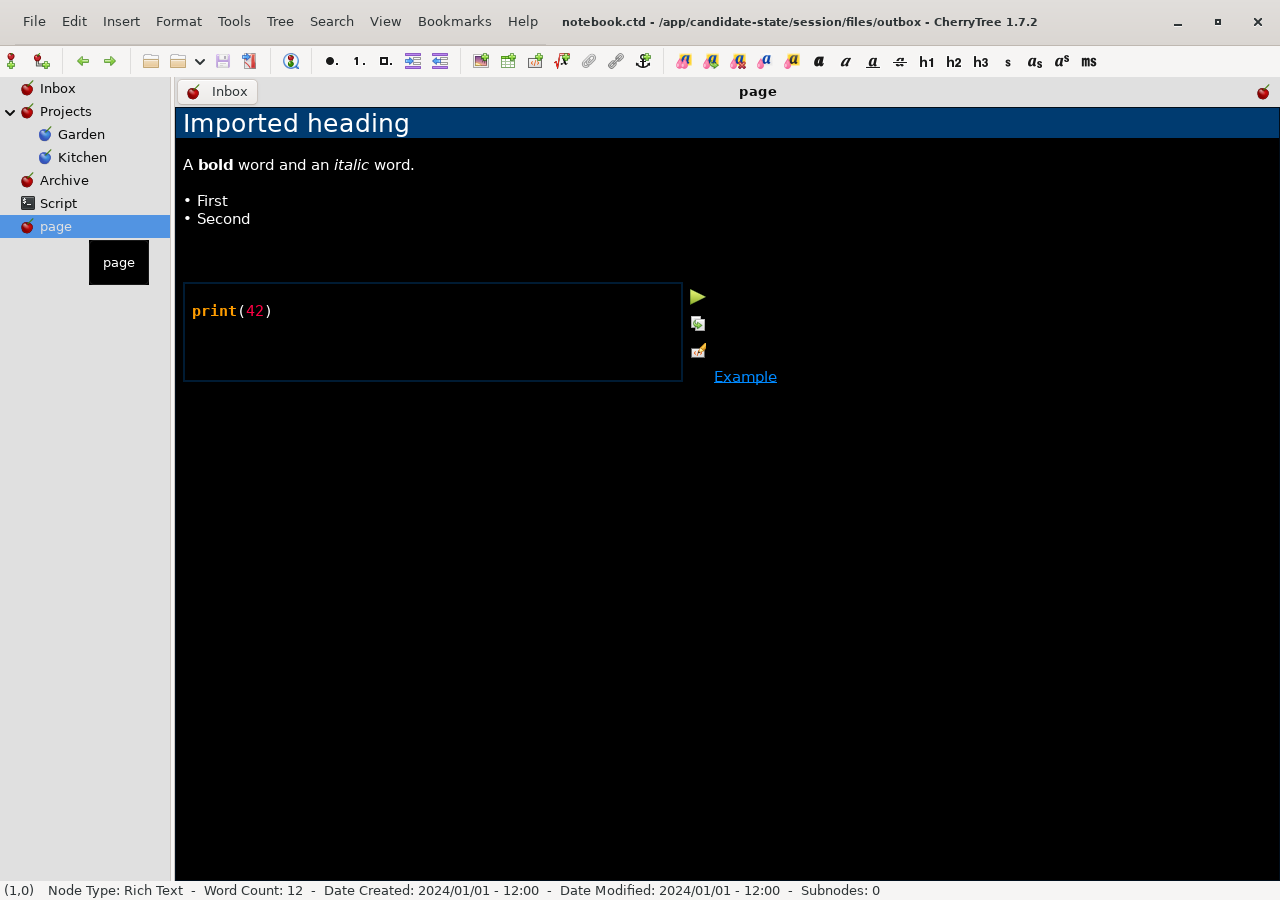 File Edit Insert Format Tools Tree Search View Bookmarks Help notebook.ctd - /app/candidate-state/session/files/outbox - CherryTree 1.7.2
1. a a a a a a a a h1 h2 h3 s as as ms
Inbox
Projects
Garden
Kitchen
Archive
Script
page
page
Inbox page
Imported heading
A bold word and an italic word.
• First
• Second
print(42)
Example
(1,0) Node Type: Rich Text - Word Count: 12 - Date Created: 2024/01/01 - 12:00 - Date Modified: 2024/01/01 - 12:00 - Subnodes: 0